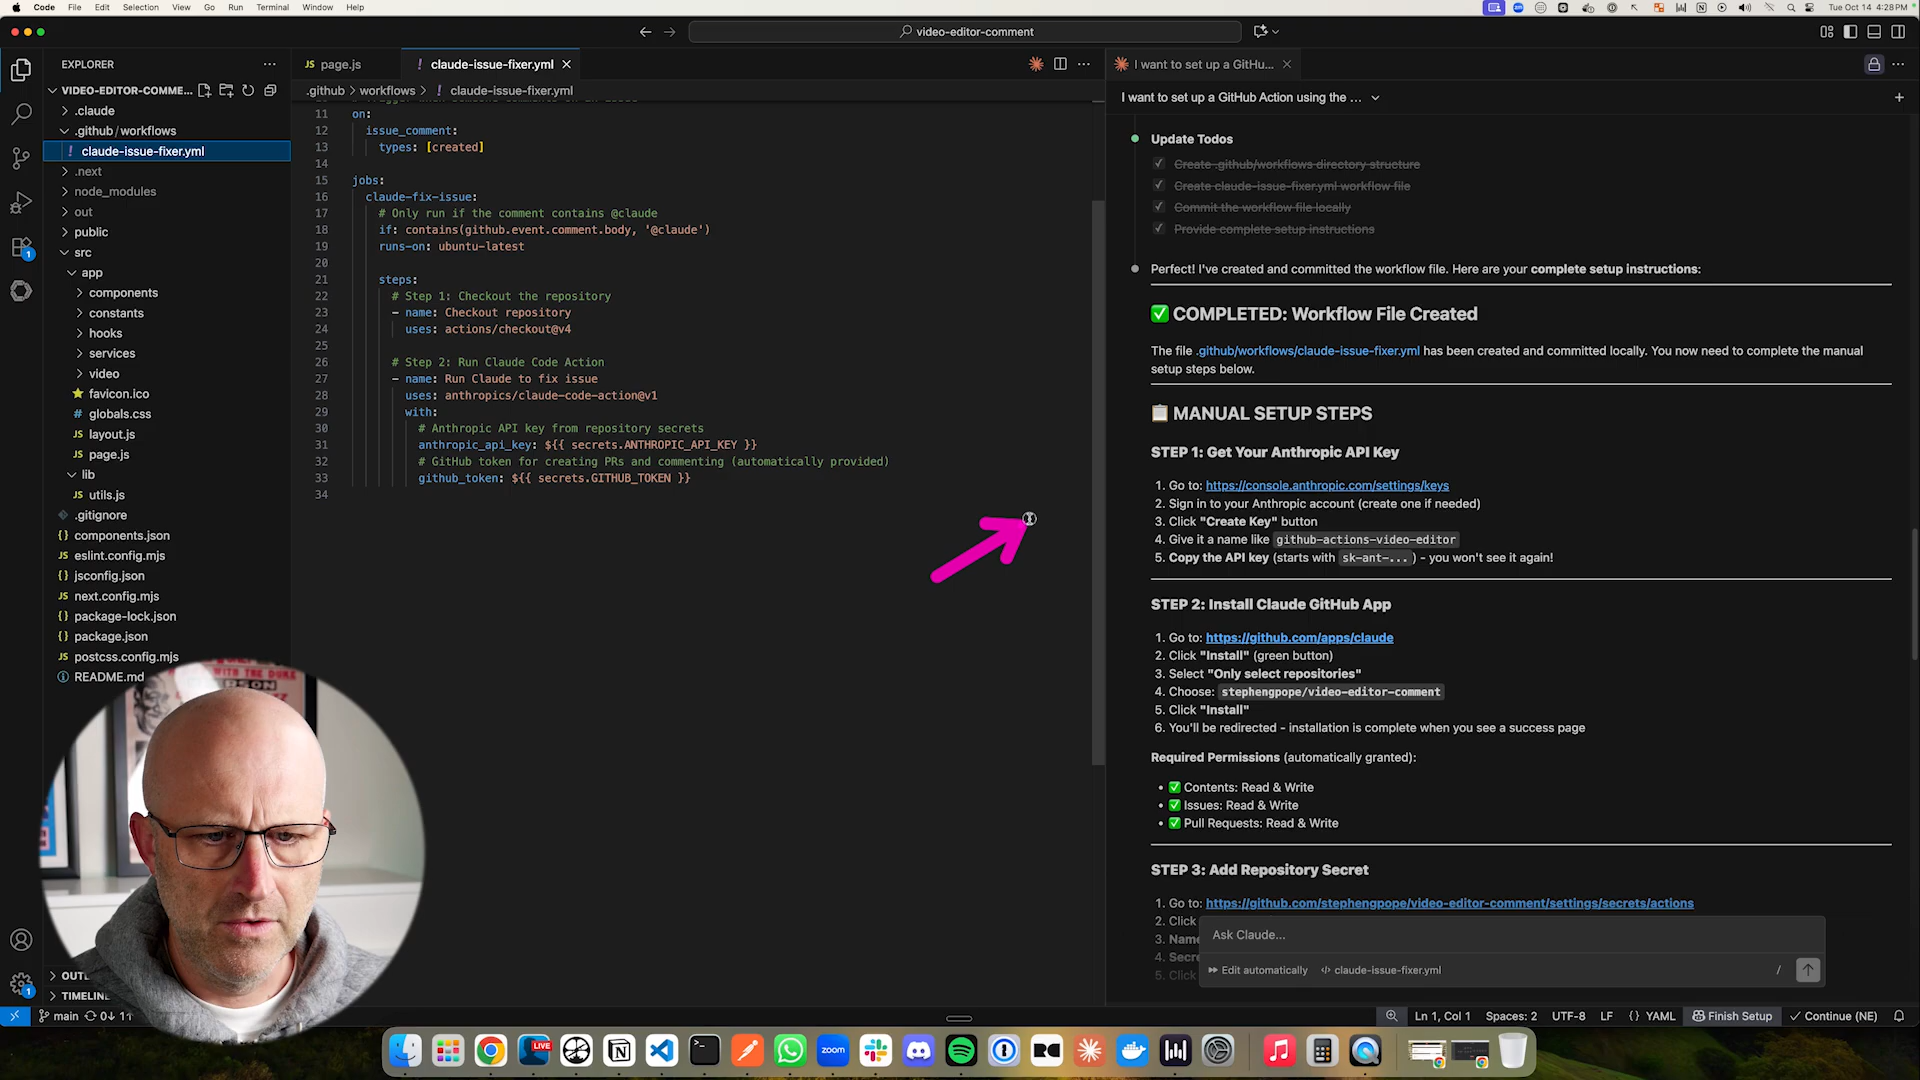 Code File Edit Selection View Go Run Terminal Window Help
Tue Oct 14 4:28 PM
video-editor-comment
EXPLORER
VIDEO-EDITOR-COMME...
.claude
.github/workflows
claude-issue-fixer.yml
.next
node_modules
out
public
src
app
components
constants
hooks
services
video
favicon.ico
globals.css
layout.js
page.js
lib
utils.js
.gitignore
components.json
eslint.config.mjs
jsconfig.json
next.config.mjs
package-lock.json
package.json
postcss.config.mjs
README.md
OUTL
TIMELINE
page.js
claude-issue-fixer.yml
.github > workflows > claude-issue-fixer.yml
11 on:
12 issue_comment:
13 types: [created]
14
15 jobs:
16 claude-fix-issue:
17 # Only run if the comment contains @claude
18 if: contains(github.event.comment.body, '@claude')
19 runs-on: ubuntu-latest
20
21 steps:
22 # Step 1: Checkout the repository
23 - name: Checkout repository
24 uses: actions/checkout@v4
25
26 # Step 2: Run Claude Code Action
27 - name: Run Claude to fix issue
28 uses: anthropics/claude-code-action@v1
29 with:
30 # Anthropic API key from repository secrets
31 anthropic_api_key: ${{ secrets.ANTHROPIC_API_KEY }}
32 # GitHub token for creating PRs and commenting (automatically provided)
33 github_token: ${{ secrets.GITHUB_TOKEN }}
34
I want to set up a GitHu...
I want to set up a GitHub Action using the ...
Update Todos
Create .github/workflows directory structure
Create claude-issue-fixer.yml workflow file
Commit the workflow file locally
Provide complete setup instructions
Perfect! I've created and committed the workflow file. Here are your complete setup instructions:
✅ COMPLETED: Workflow File Created
The file .github/workflows/claude-issue-fixer.yml has been created and committed locally. You now need to complete the manual
setup steps below.
📋 MANUAL SETUP STEPS
STEP 1: Get Your Anthropic API Key
1. Go to: https://console.anthropic.com/settings/keys
2. Sign in to your Anthropic account (create one if needed)
3. Click "Create Key" button
4. Give it a name like github-actions-video-editor
5. Copy the API key (starts with sk-ant-...) - you won't see it again!
STEP 2: Install Claude GitHub App
1. Go to: https://github.com/apps/claude
2. Click "Install" (green button)
3. Select "Only select repositories"
4. Choose: stephengpope/video-editor-comment
5. Click "Install"
6. You'll be redirected - installation is complete when you see a success page
Required Permissions (automatically granted):
• ✅ Contents: Read & Write
• ✅ Issues: Read & Write
• ✅ Pull Requests: Read & Write
STEP 3: Add Repository Secret
1. Go to: https://github.com/stephengpope/video-editor-comment/settings/secrets/actions
2. Click
3. Name
4. Secre
5. Click
Ask Claude...
Edit automatically
claude-issue-fixer.yml
/
main 0↓ 1↑
Ln 1, Col 1 Spaces: 2 UTF-8 LF {} YAML Finish Setup Continue (NE)
LIVE
zoom